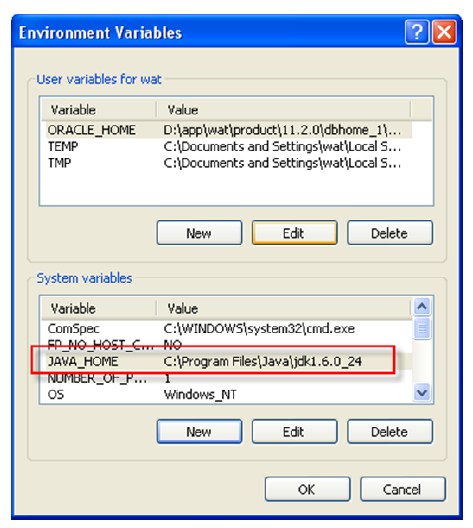 Environment Variables
User variables for wat
Variable Value
ORACLE_HOME D:\app\wat\product\11.2.0\dbhome_1\...
TEMP C:\Documents and Settings\wat\Local S...
TMP C:\Documents and Settings\wat\Local S...
New Edit Delete
System variables
Variable Value
ComSpec C:\WINDOWS\system32\cmd.exe
FP_NO_HOST_C... NO
JAVA_HOME C:\Program Files\Java\jdk1.6.0_24
NUMBER_OF_P... 1
OS Windows_NT
New Edit Delete
OK Cancel